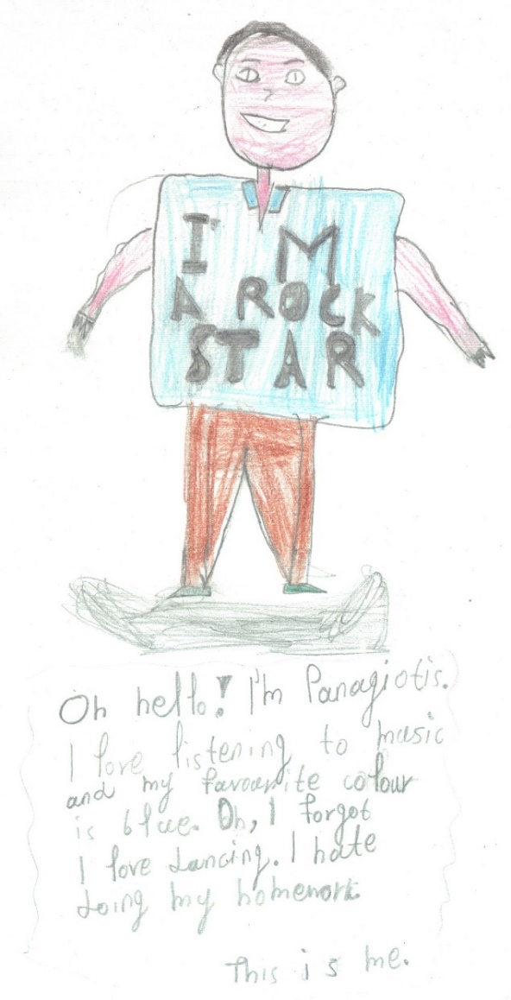 I M
A ROCK
STAR
Oh hello! I'm Panagiotis.
I love listening to music
and my favourite colour
is blue. Oh, I forgot
I love dancing. I hate
doing my homework.
This is me.